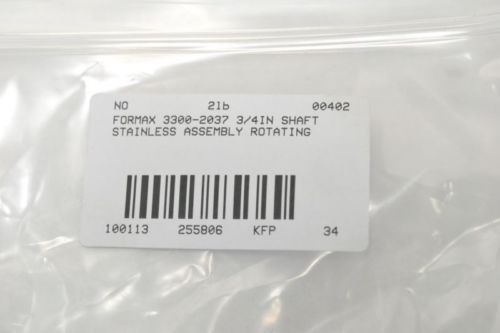 NO 2lb 00402
FORMAX 3300-2037 3/4IN SHAFT
STAINLESS ASSEMBLY ROTATING
100113 255806 KFP 34